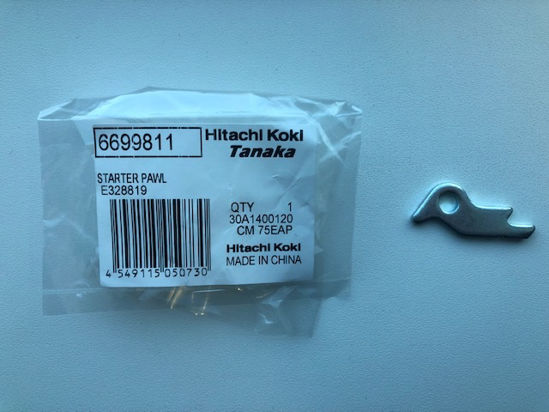 6699811
Hitachi Koki
Tanaka
STARTER PAWL
E328819
QTY 1
30A1400120
CM 75EAP
Hitachi Koki
MADE IN CHINA
4 549115 050730